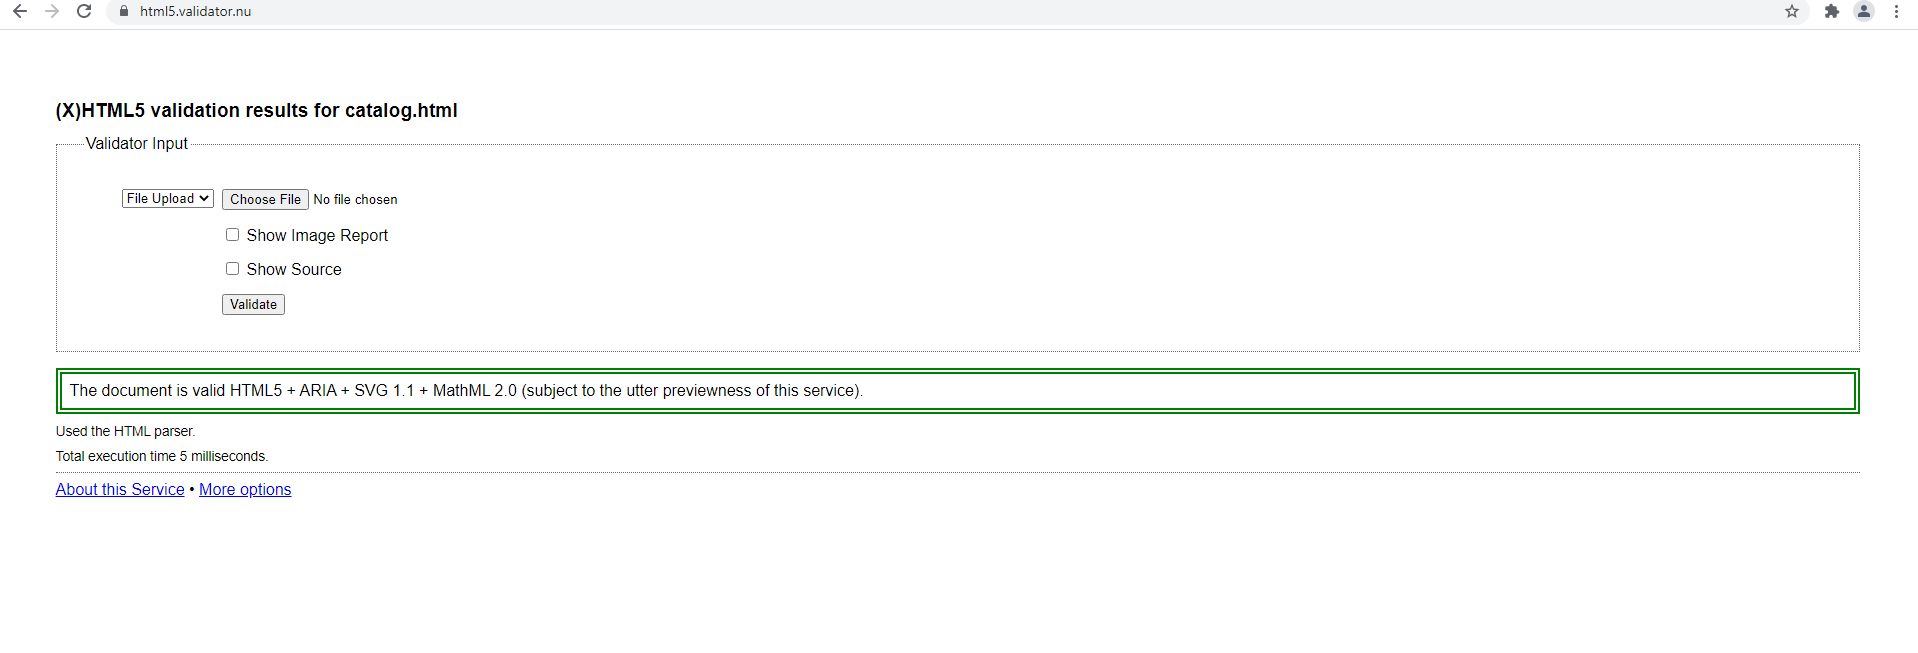 html5.validator.nu
(X)HTML5 validation results for catalog.html
Validator Input
File Upload Choose File No file chosen
Show Image Report
Show Source
Validate
The document is valid HTML5 + ARIA + SVG 1.1 + MathML 2.0 (subject to the utter previewness of this service).
Used the HTML parser.
Total execution time 5 milliseconds.
About this Service • More options